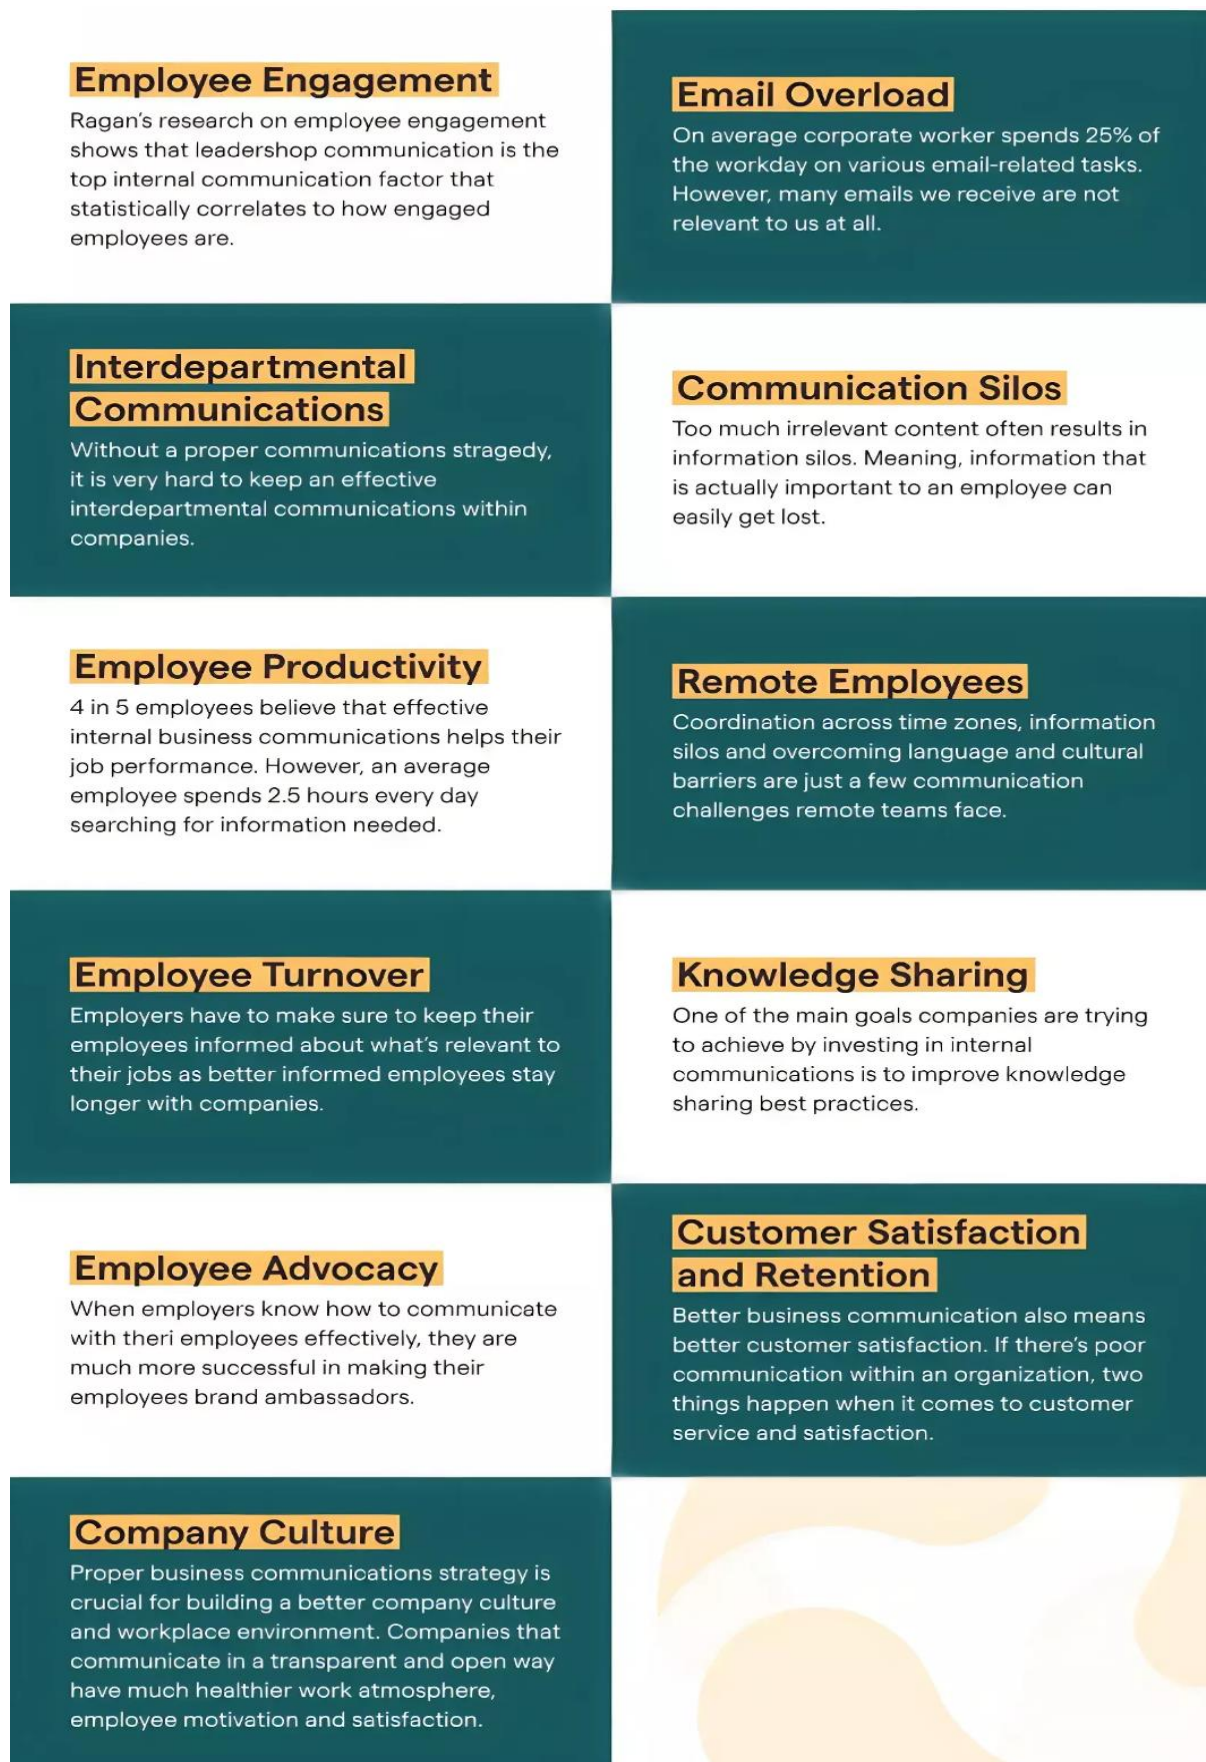 Employee Engagement
Ragan's research on employee engagement
shows that leadershop communication is the
top internal communication factor that
statistically correlates to how engaged
employees are.
Email Overload
On average corporate worker spends 25% of
the workday on various email-related tasks.
However, many emails we receive are not
relevant to us at all.
Interdepartmental
Communications
Without a proper communications stragedy,
it is very hard to keep an effective
interdepartmental communications within
companies.
Communication Silos
Too much irrelevant content often results in
information silos. Meaning, information that
is actually important to an employee can
easily get lost.
Employee Productivity
4 in 5 employees believe that effective
internal business communications helps their
job performance. However, an average
employee spends 2.5 hours every day
searching for information needed.
Remote Employees
Coordination across time zones, information
silos and overcoming language and cultural
barriers are just a few communication
challenges remote teams face.
Employee Turnover
Employers have to make sure to keep their
employees informed about what's relevant to
their jobs as better informed employees stay
longer with companies.
Knowledge Sharing
One of the main goals companies are trying
to achieve by investing in internal
communications is to improve knowledge
sharing best practices.
Employee Advocacy
When employers know how to communicate
with theri employees effectively, they are
much more successful in making their
employees brand ambassadors.
Customer Satisfaction
and Retention
Better business communication also means
better customer satisfaction. If there's poor
communication within an organization, two
things happen when it comes to customer
service and satisfaction.
Company Culture
Proper business communications strategy is
crucial for building a better company culture
and workplace environment. Companies that
communicate in a transparent and open way
have much healthier work atmosphere,
employee motivation and satisfaction.